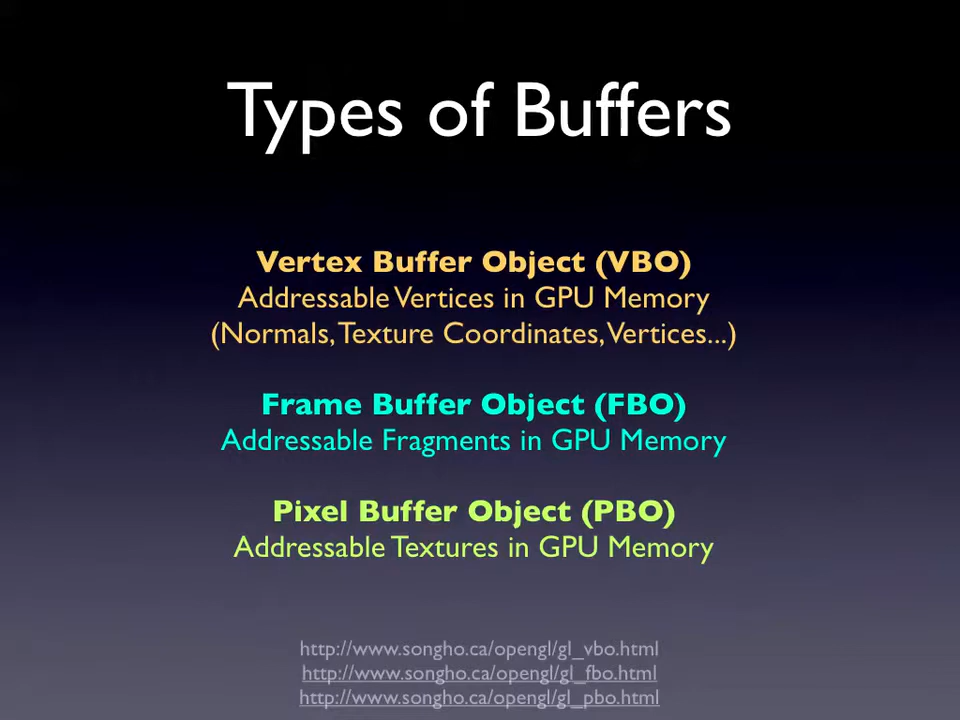 Types of Buffers
Vertex Buffer Object (VBO)
Addressable Vertices in GPU Memory
(Normals, Texture Coordinates, Vertices...)
Frame Buffer Object (FBO)
Addressable Fragments in GPU Memory
Pixel Buffer Object (PBO)
Addressable Textures in GPU Memory
http://www.songho.ca/opengl/gl_vbo.html
http://www.songho.ca/opengl/gl_fbo.html
http://www.songho.ca/opengl/gl_pbo.html